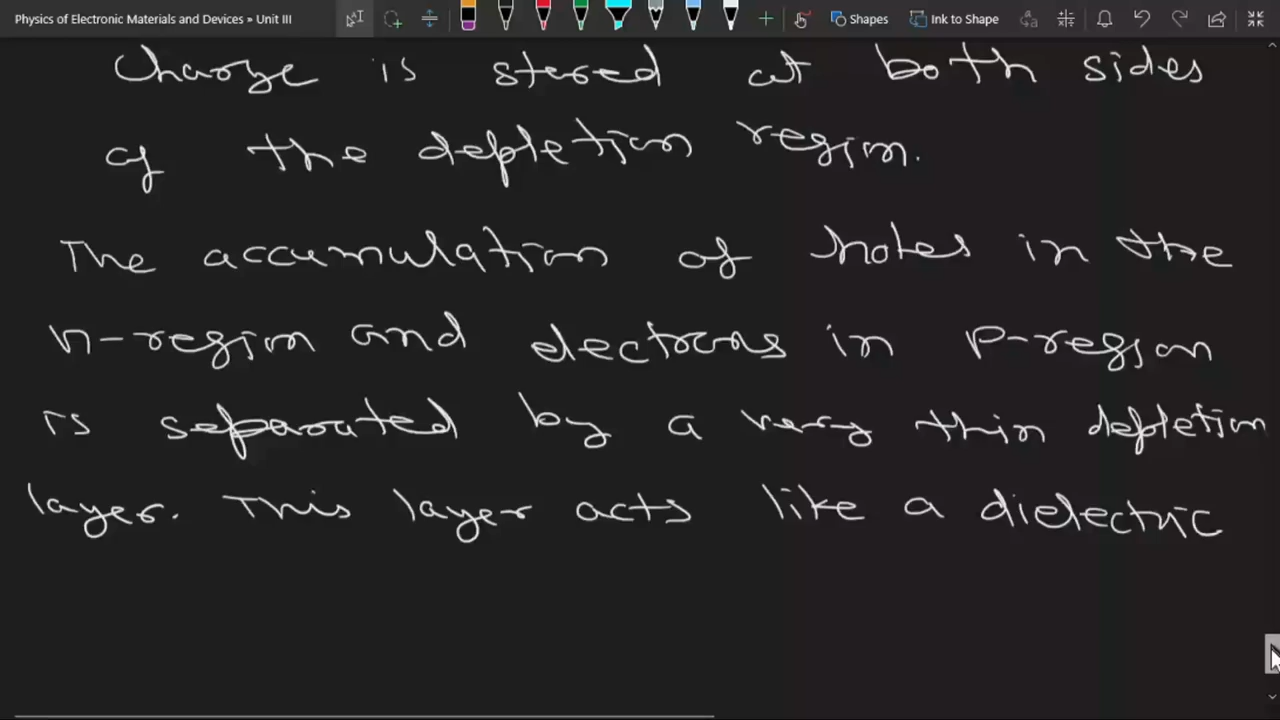 Physics of Electronic Materials and Devices » Unit III
Shapes
Ink to Shape
Charge is stored at both sides
of the depletion region.
The accumulation of holes in the
n-region and electrons in p-region
is separated by a very thin depletion
layer. This layer acts like a dielectric